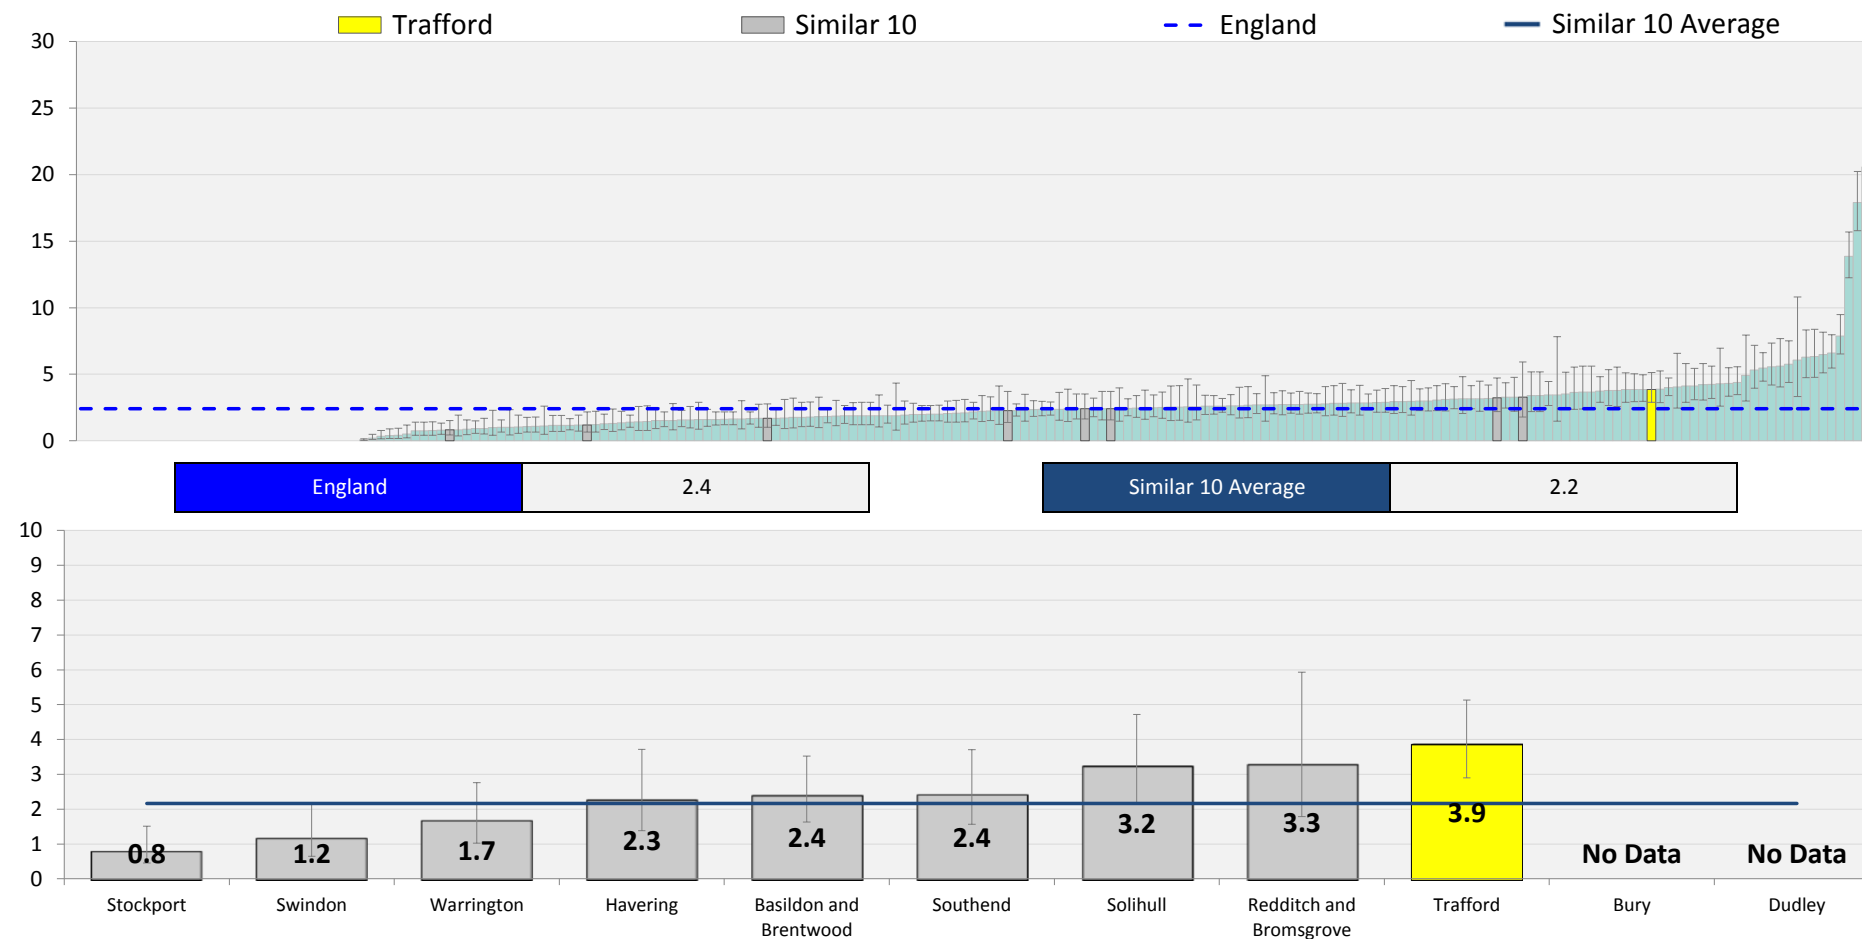 Trafford
Similar 10
England
Similar 10 Average
30
25
20
15
10
5
0
England
2.4
Similar 10 Average
2.2
10
9
8
7
6
5
4
3
2
1
0
0.8
1.2
1.7
2.3
2.4
2.4
3.2
3.3
3.9
No Data
No Data
Stockport
Swindon
Warrington
Havering
Basildon and
Brentwood
Southend
Solihull
Redditch and
Bromsgrove
Trafford
Bury
Dudley